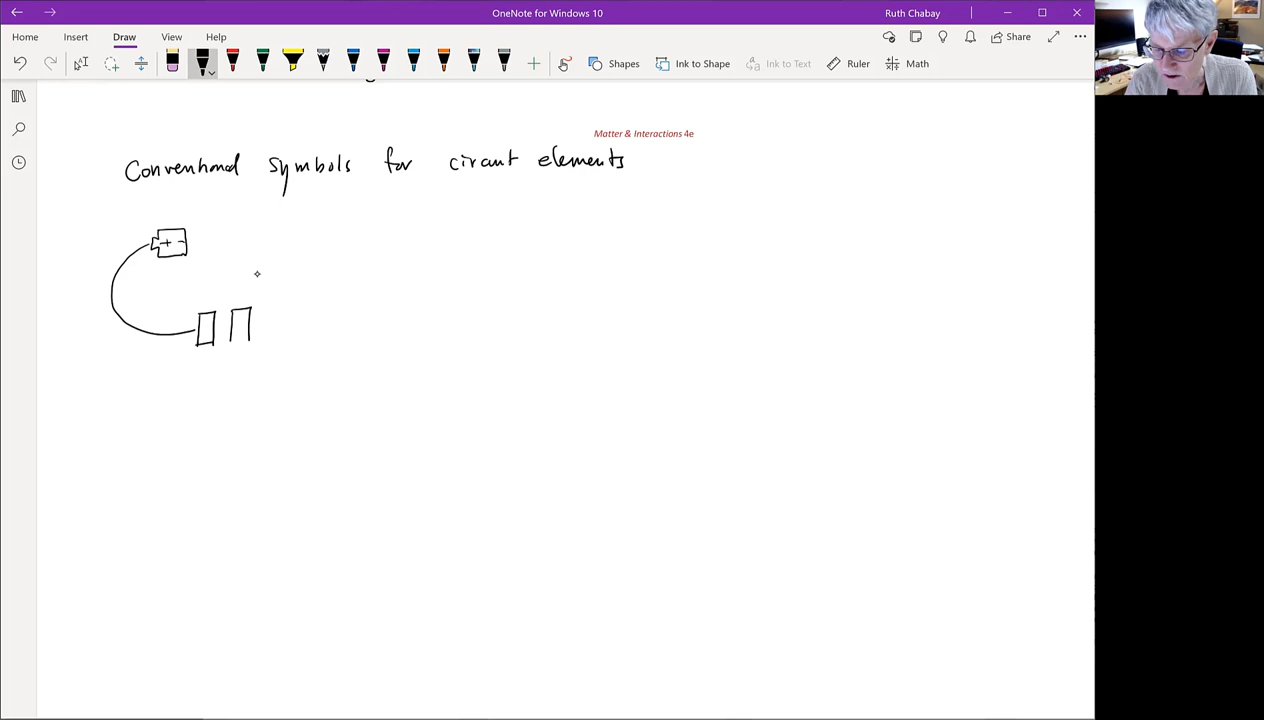 OneNote for Windows 10
Ruth Chabay
Home Insert Draw View Help
Share
Shapes Ink to Shape Ink to Text Ruler Math
Matter & Interactions 4e
Conventional symbols for circuit elements
+ -